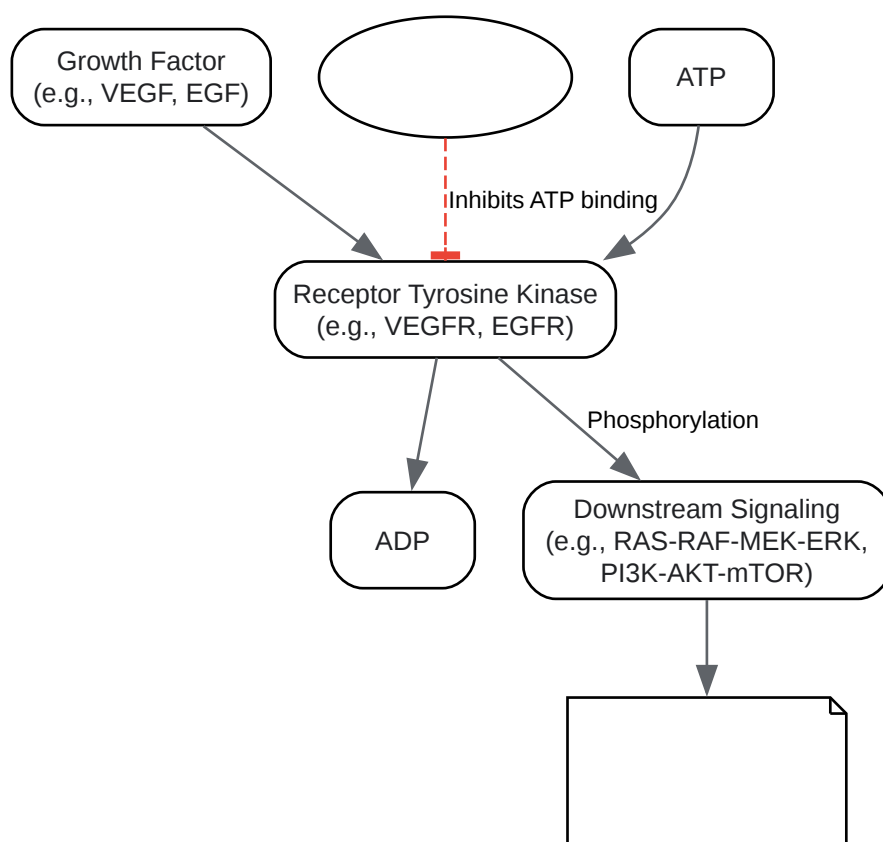 Growth Factor
(e.g., VEGF, EGF)
ATP
Inhibits ATP binding
Receptor Tyrosine Kinase
(e.g., VEGFR, EGFR)
Phosphorylation
ADP
Downstream Signaling
(e.g., RAS-RAF-MEK-ERK,
PI3K-AKT-mTOR)